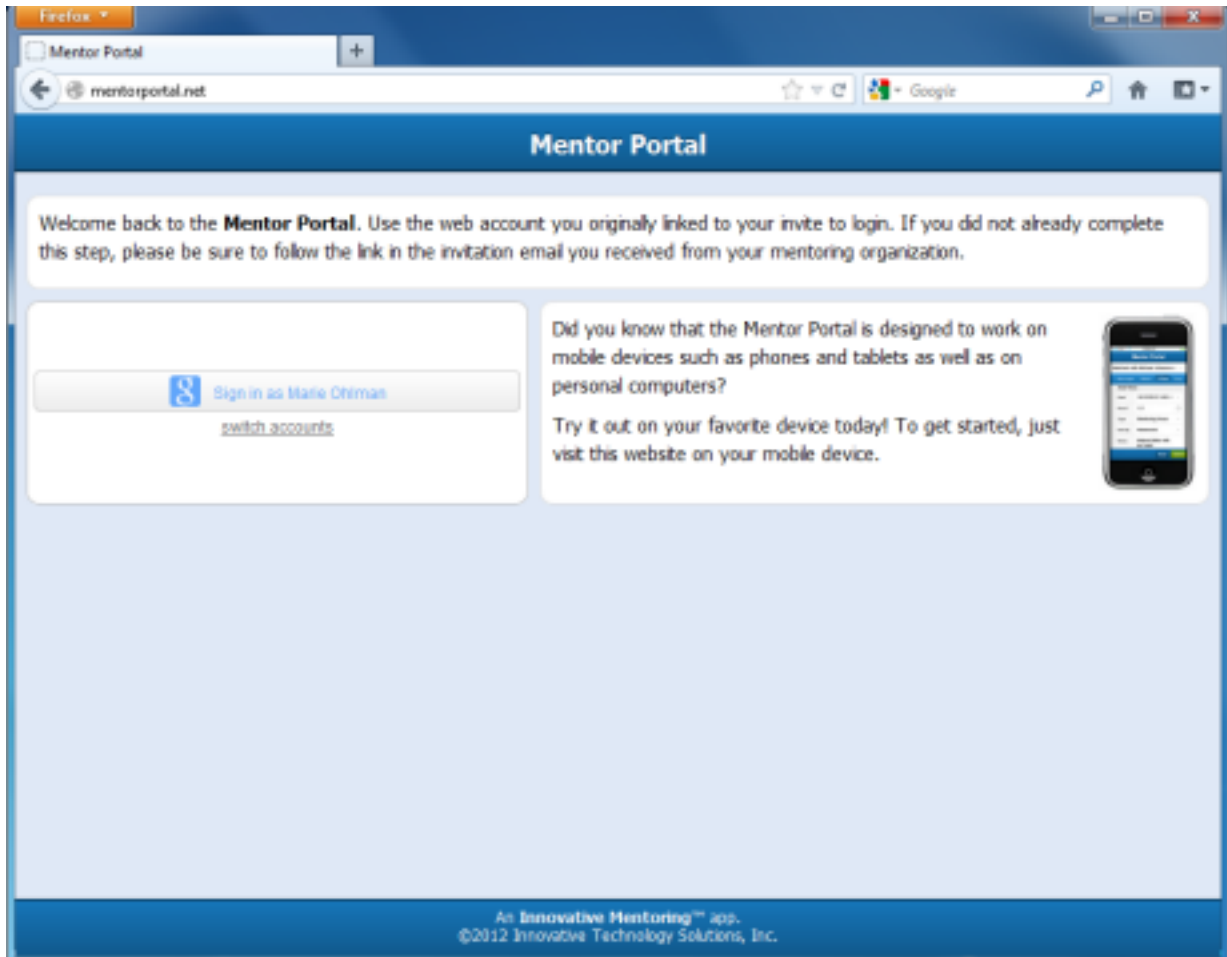 Firefox
Mentor Portal
mentorportal.net
Google
Mentor Portal
Welcome back to the Mentor Portal. Use the web account you originally linked to your invite to login. If you did not already complete
this step, please be sure to follow the link in the invitation email you received from your mentoring organization.
Sign in as Marie Ohlman
switch accounts
Did you know that the Mentor Portal is designed to work on
mobile devices such as phones and tablets as well as on
personal computers?
Try it out on your favorite device today! To get started, just
visit this website on your mobile device.
Mentor Portal
An Innovative Mentoring™ app.
©2012 Innovative Technology Solutions, Inc.